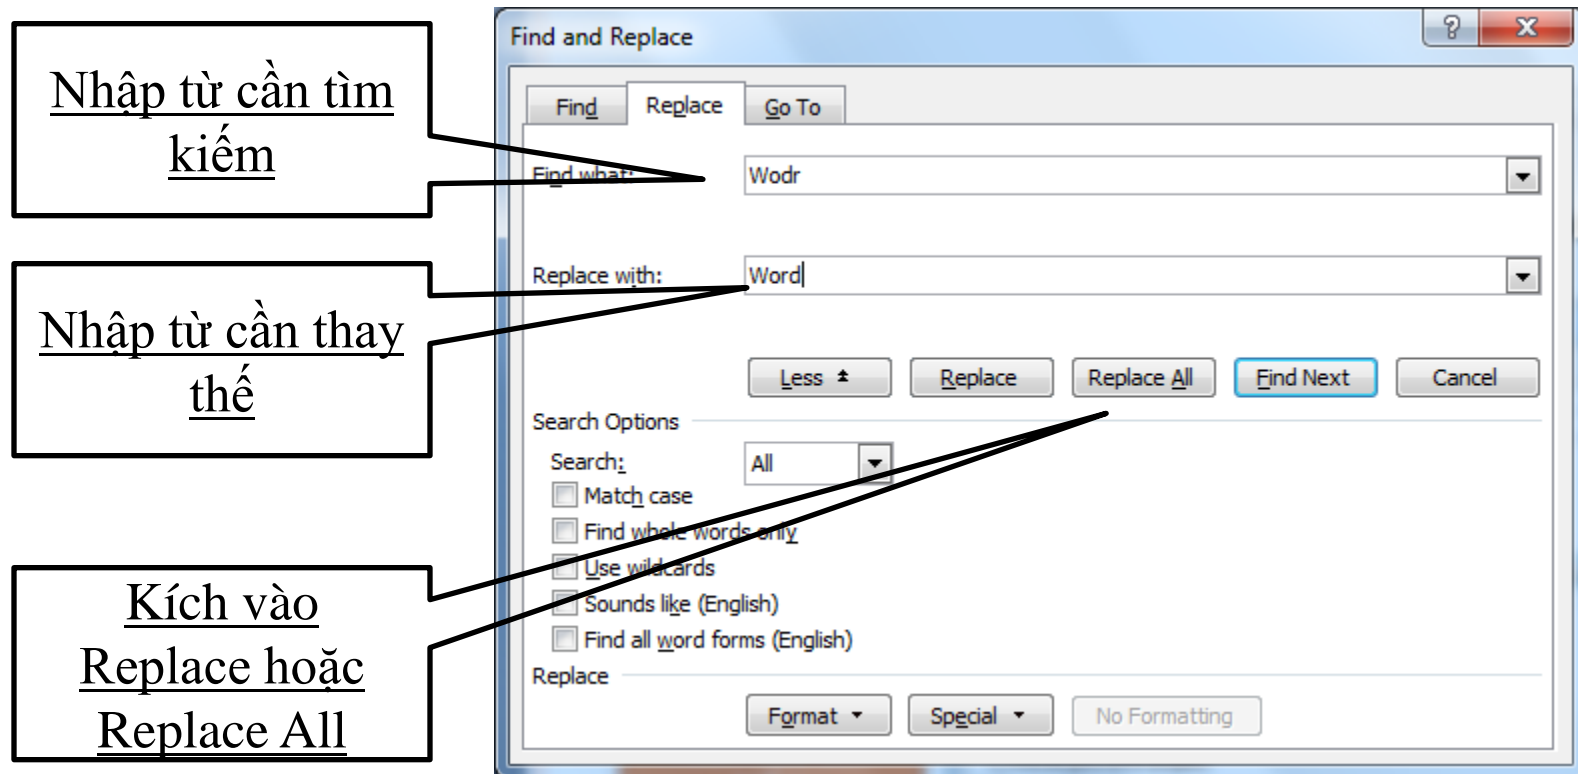 Nhập từ cần tìm
kiếm
Nhập từ cần thay
thế
Kích vào
Replace hoặc
Replace All
Find and Replace
Find Replace Go To
Find what: Wodr
Replace with: Word
Less Replace Replace All Find Next Cancel
Search Options
Search: All
Match case
Find whole words only
Use wildcards
Sounds like (English)
Find all word forms (English)
Replace
Format Special No Formatting